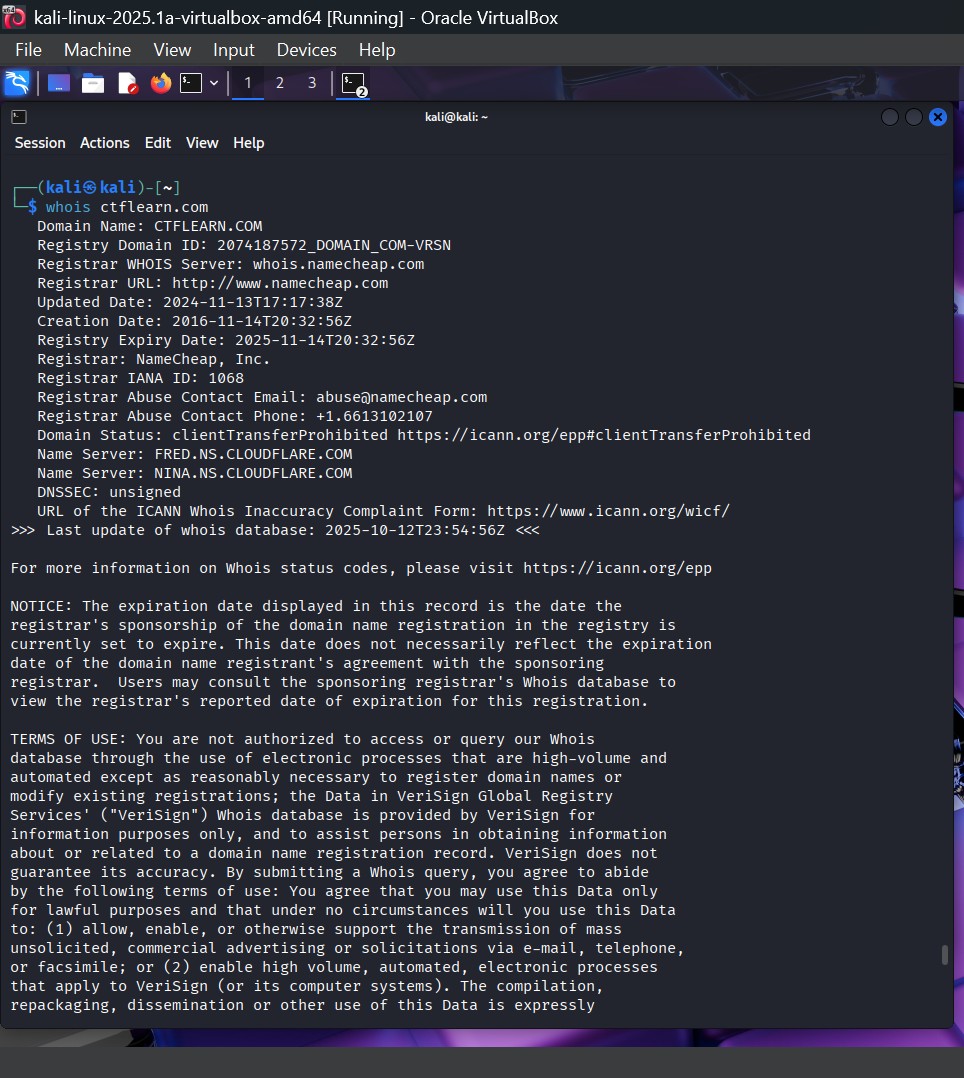 kali-linux-2025.1a-virtualbox-amd64 [Running] - Oracle VirtualBox
File Machine View Input Devices Help
1 2 3 2
kali@kali: ~
Session Actions Edit View Help
┌──(kali㉿kali)-[~]
└─$ whois ctflearn.com
Domain Name: CTFLEARN.COM
Registry Domain ID: 2074187572_DOMAIN_COM-VRSN
Registrar WHOIS Server: whois.namecheap.com
Registrar URL: http://www.namecheap.com
Updated Date: 2024-11-13T17:17:38Z
Creation Date: 2016-11-14T20:32:56Z
Registry Expiry Date: 2025-11-14T20:32:56Z
Registrar: NameCheap, Inc.
Registrar IANA ID: 1068
Registrar Abuse Contact Email: abuse@namecheap.com
Registrar Abuse Contact Phone: +1.6613102107
Domain Status: clientTransferProhibited https://icann.org/epp#clientTransferProhibited
Name Server: FRED.NS.CLOUDFLARE.COM
Name Server: NINA.NS.CLOUDFLARE.COM
DNSSEC: unsigned
URL of the ICANN Whois Inaccuracy Complaint Form: https://www.icann.org/wicf/
>>> Last update of whois database: 2025-10-12T23:54:56Z <<<
For more information on Whois status codes, please visit https://icann.org/epp
NOTICE: The expiration date displayed in this record is the date the
registrar's sponsorship of the domain name registration in the registry is
currently set to expire. This date does not necessarily reflect the expiration
date of the domain name registrant's agreement with the sponsoring
registrar.  Users may consult the sponsoring registrar's Whois database to
view the registrar's reported date of expiration for this registration.
TERMS OF USE: You are not authorized to access or query our Whois
database through the use of electronic processes that are high-volume and
automated except as reasonably necessary to register domain names or
modify existing registrations; the Data in VeriSign Global Registry
Services' ("VeriSign") Whois database is provided by VeriSign for
information purposes only, and to assist persons in obtaining information
about or related to a domain name registration record. VeriSign does not
guarantee its accuracy. By submitting a Whois query, you agree to abide
by the following terms of use: You agree that you may use this Data only
for lawful purposes and that under no circumstances will you use this Data
to: (1) allow, enable, or otherwise support the transmission of mass
unsolicited, commercial advertising or solicitations via e-mail, telephone,
or facsimile; or (2) enable high volume, automated, electronic processes
that apply to VeriSign (or its computer systems). The compilation,
repackaging, dissemination or other use of this Data is expressly